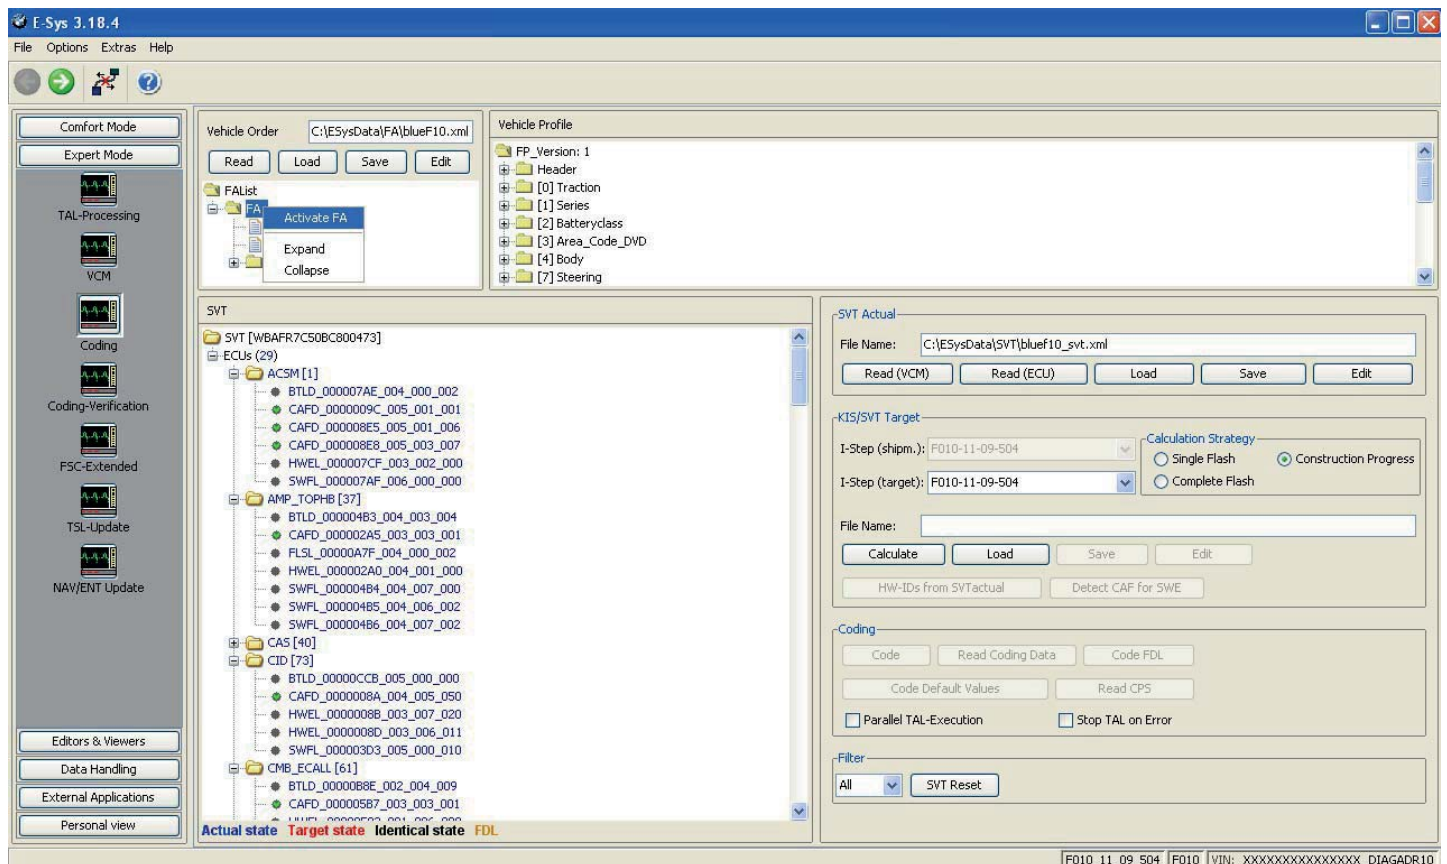 E-Sys 3.18.4
File Options Extras Help
Comfort Mode
Expert Mode
TAL-Processing
VCM
Coding
Coding-Verification
FSC-Extended
TSL-Update
NAV/ENT Update
Editors & Viewers
Data Handling
External Applications
Personal view
Vehicle Order C:\ESysData\FA\blueF10.xml
Read Load Save Edit
FAList
FA
Activate FA
Expand
Collapse
Vehicle Profile
FP_Version: 1
Header
[0] Traction
[1] Series
[2] Batteryclass
[3] Area_Code_DVD
[4] Body
[7] Steering
SVT
SVT [WBAFR7C50BC800473]
ECUs (29)
ACSM [1]
BTLD_000007AE_004_000_002
CAFD_0000009C_005_001_001
CAFD_000008E5_005_001_006
CAFD_000008E8_005_003_007
HWEL_000007CF_003_002_000
SWFL_000007AF_006_000_000
AMP_TOPHB [37]
BTLD_000004B3_004_003_004
CAFD_000002A5_003_003_001
FLSL_00000A7F_004_000_002
HWEL_000002A0_004_001_000
SWFL_000004B4_004_007_000
SWFL_000004B5_004_006_002
SWFL_000004B6_004_007_002
CAS [40]
CID [73]
BTLD_00000CCB_005_000_000
CAFD_0000008A_004_005_050
HWEL_0000008B_003_007_020
HWEL_0000008D_003_006_011
SWFL_000003D3_005_000_010
CMB_ECALL [61]
BTLD_00000B8E_002_004_009
CAFD_000005B7_003_003_001
Actual state Target state Identical state FDL
SVT Actual
File Name: C:\ESysData\SVT\bluef10_svt.xml
Read (VCM) Read (ECU) Load Save Edit
KIS/SVT Target
I-Step (shipm.): F010-11-09-504
I-Step (target): F010-11-09-504
Calculation Strategy
Single Flash Construction Progress
Complete Flash
File Name:
Calculate Load Save Edit
HW-IDs from SVTactual Detect CAF for SWE
Coding
Code Read Coding Data Code FDL
Code Default Values Read CPS
Parallel TAL-Execution Stop TAL on Error
Filter
All SVT Reset
F010_11_09_504 F010 VIN: XXXXXXXXXXXXXXX_DIAGADR10